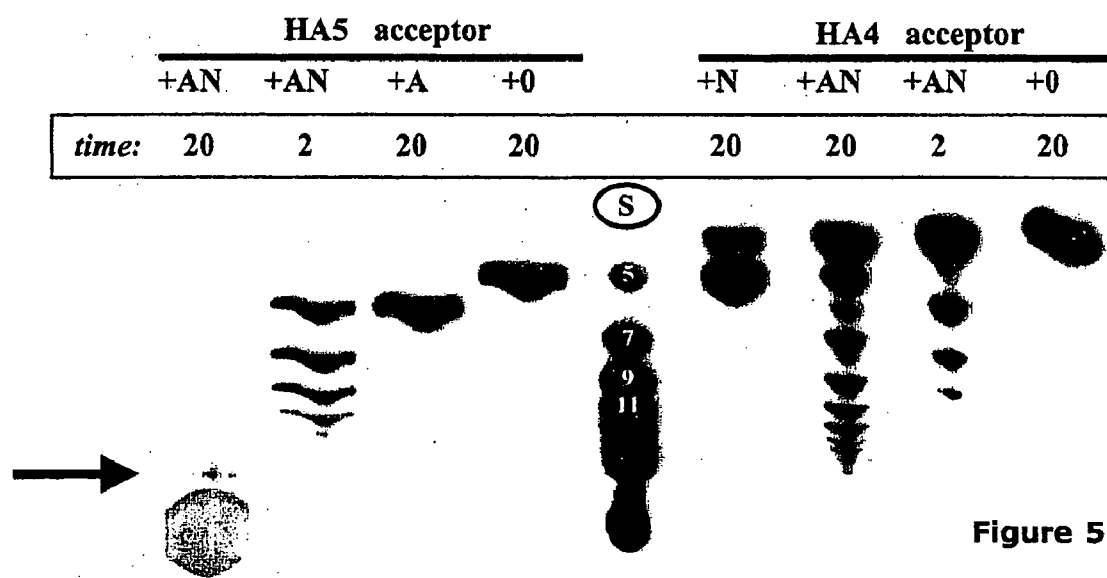 HA5 acceptor HA4 acceptor
+AN +AN +A +0 +N +AN +AN +0
time: 20 2 20 20 20 20 2 20
S
5
7
9
11
Figure 5